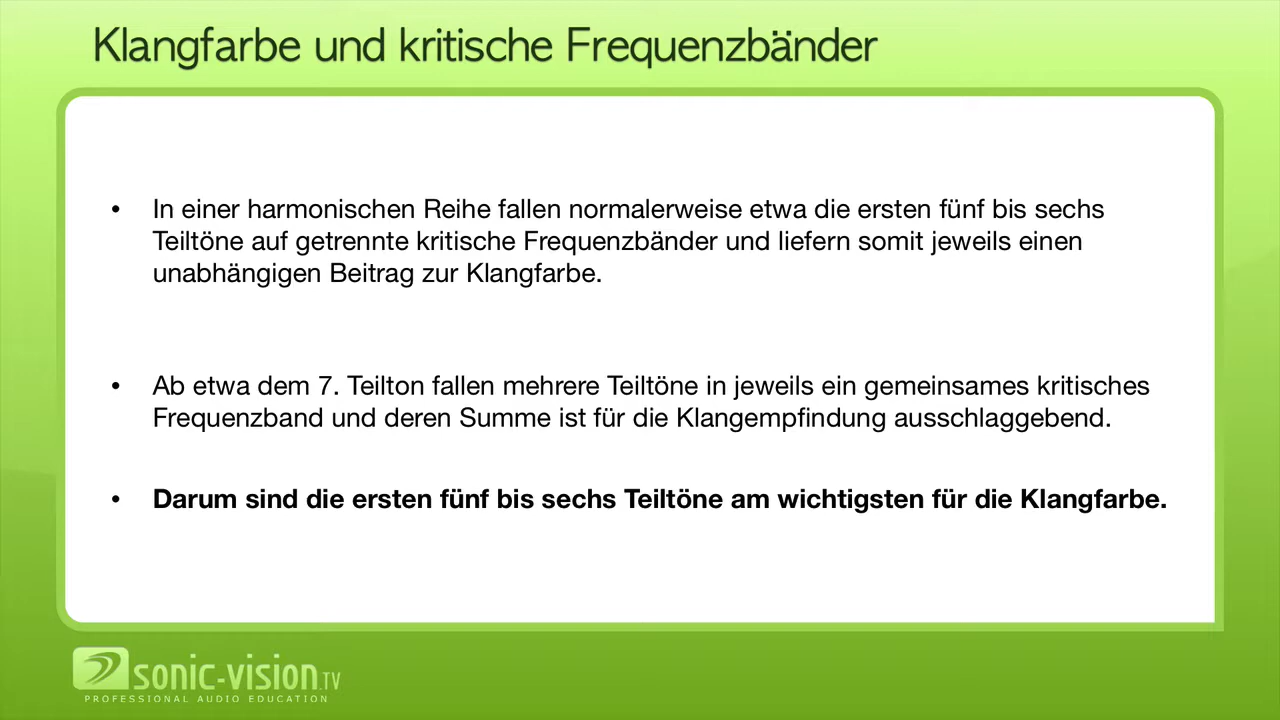 Klangfarbe und kritische Frequenzbänder
• In einer harmonischen Reihe fallen normalerweise etwa die ersten fünf bis sechs
Teiltöne auf getrennte kritische Frequenzbänder und liefern somit jeweils einen
unabhängigen Beitrag zur Klangfarbe.
• Ab etwa dem 7. Teilton fallen mehrere Teiltöne in jeweils ein gemeinsames kritisches
Frequenzband und deren Summe ist für die Klangempfindung ausschlaggebend.
• Darum sind die ersten fünf bis sechs Teiltöne am wichtigsten für die Klangfarbe.
sonic-vision.TV
PROFESSIONAL AUDIO EDUCATION